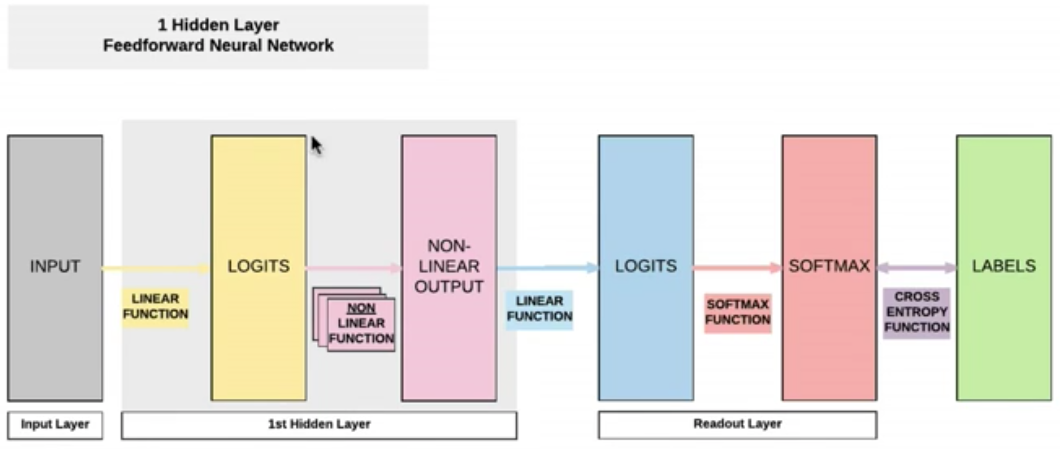 1 Hidden Layer
Feedforward Neural Network
INPUT
LINEAR
FUNCTION
LOGITS
NON
LINEAR
FUNCTION
NON-
LINEAR
OUTPUT
LINEAR
FUNCTION
LOGITS
SOFTMAX
FUNCTION
SOFTMAX
CROSS
ENTROPY
FUNCTION
LABELS
Input Layer
1st Hidden Layer
Readout Layer